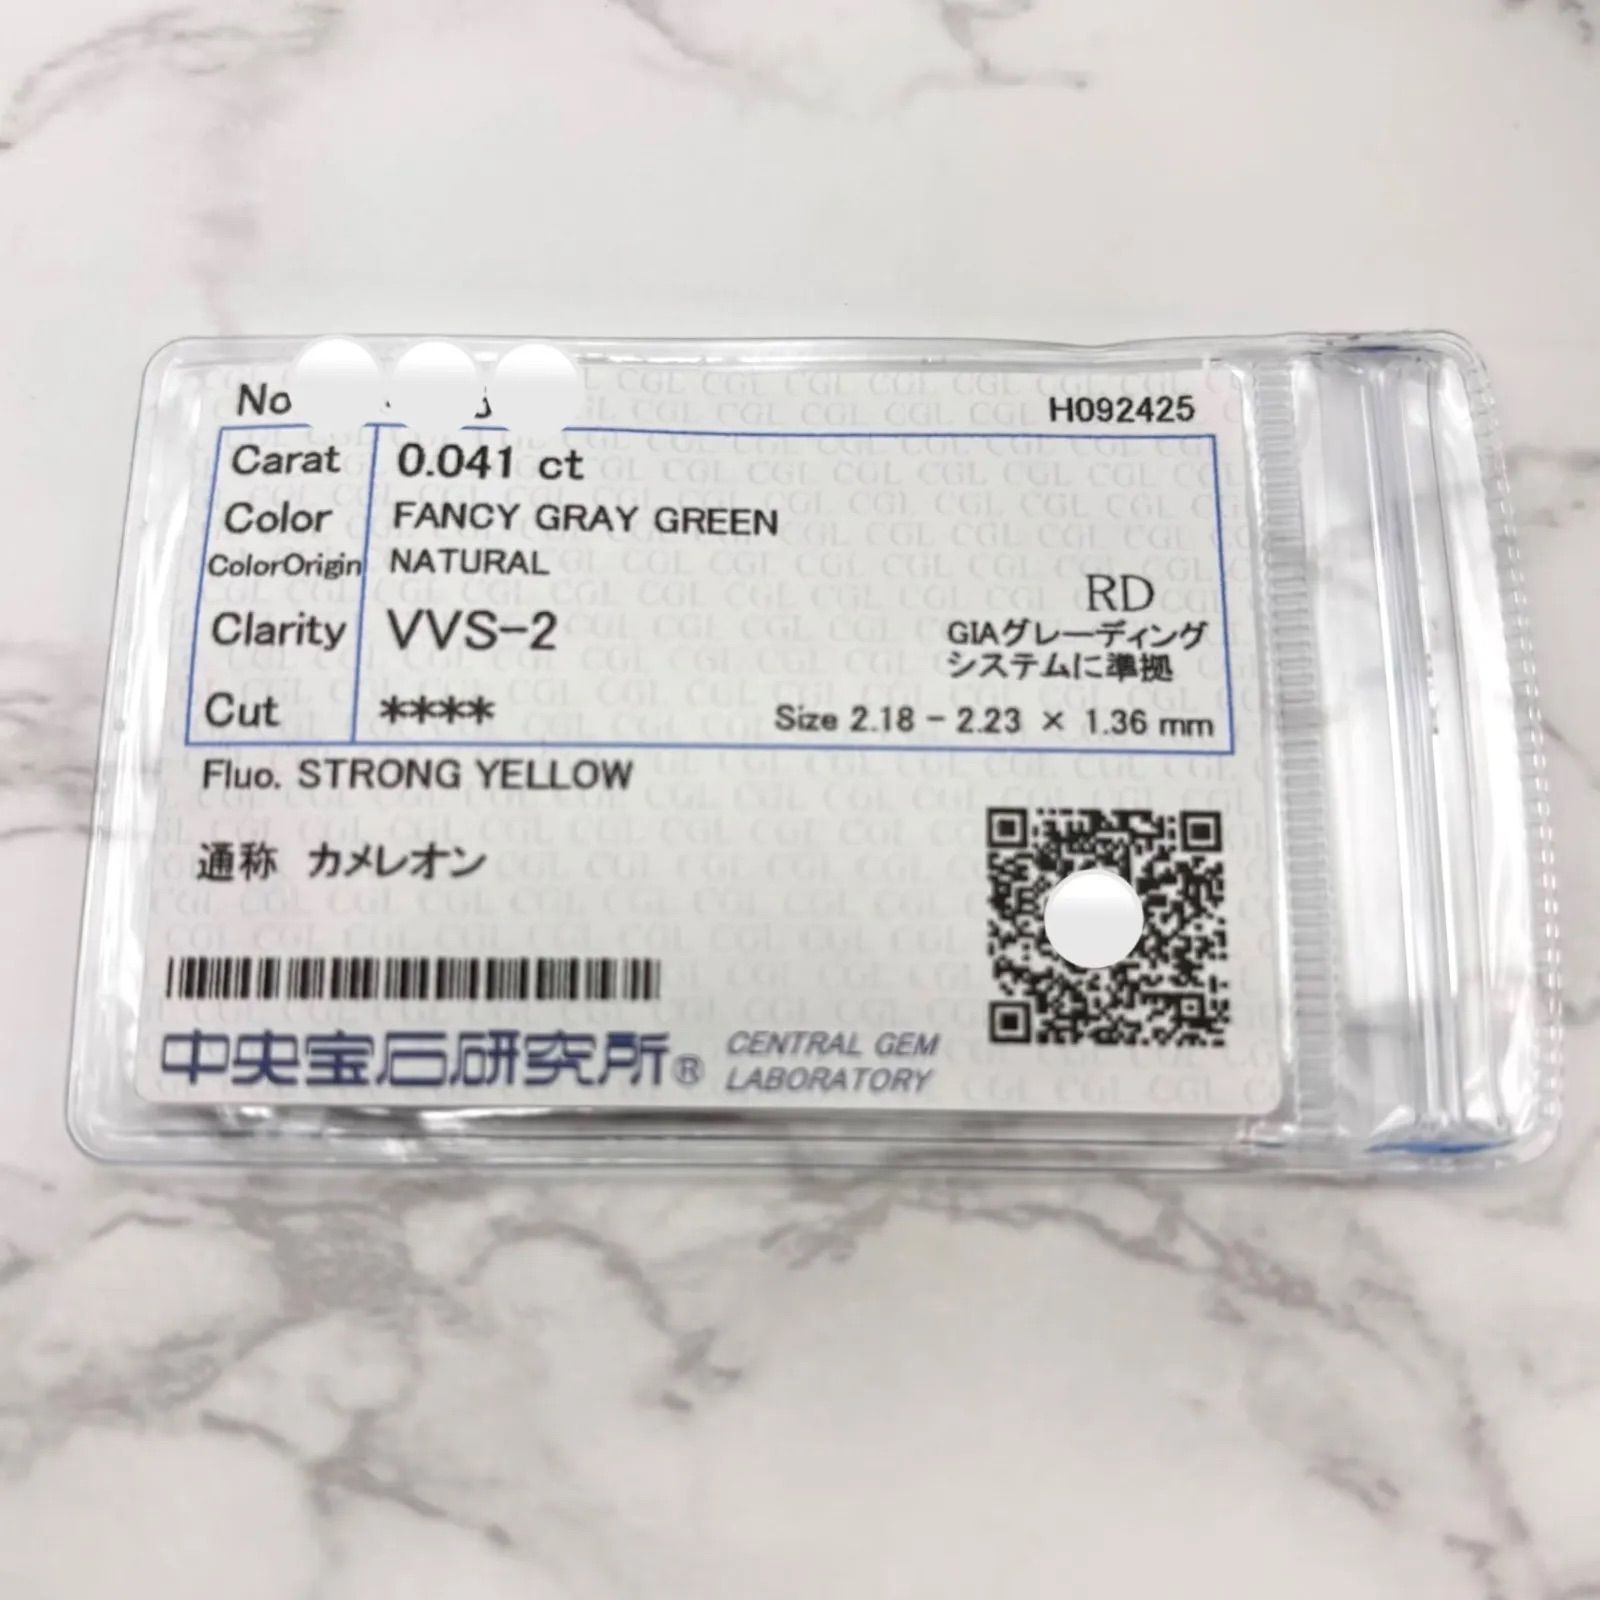 No
H092425
Carat 0.041 ct
Color FANCY GRAY GREEN
ColorOrigin NATURAL
RD
Clarity VVS-2
GIAグレーディング
システムに準拠
Cut ****
Size 2.18 - 2.23 × 1.36 mm
Fluo. STRONG YELLOW
通称 カメレオン
中央宝石研究所®
CENTRAL GEM
LABORATORY